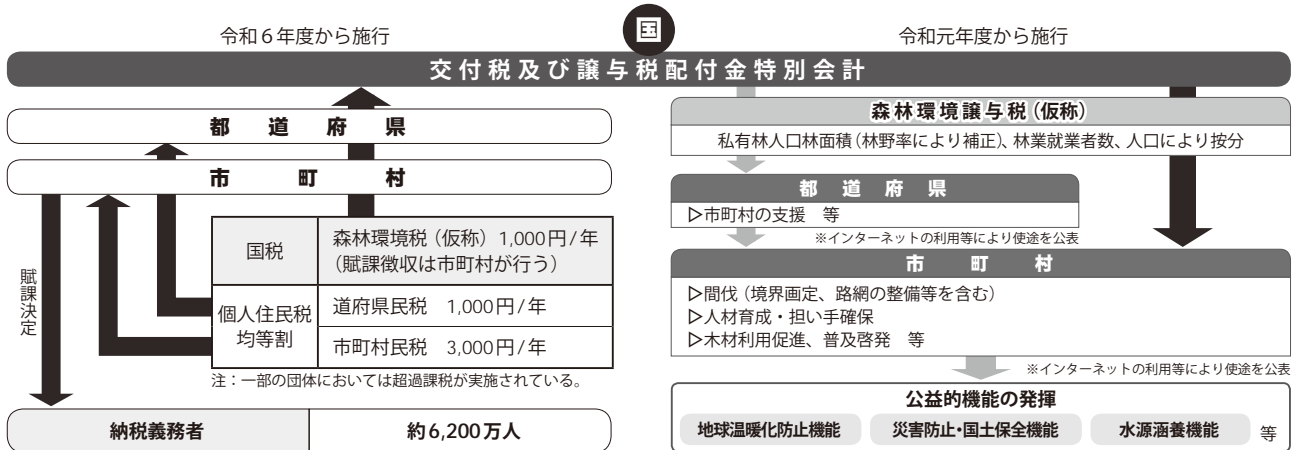 令和6年度から施行
国
令和元年度から施行
交付税及び譲与税配付金特別会計
都道府県
市町村
国税
森林環境税（仮称） 1,000円/年
（賦課徴収は市町村が行う）
個人住民税
均等割
道府県民税 1,000円/年
市町村民税 3,000円/年
注：一部の団体においては超過課税が実施されている。
賦課決定
納税義務者
約6,200万人
森林環境譲与税（仮称）
私有林人口林面積（林野率により補正）、林業就業者数、人口により按分
都道府県
▷市町村の支援　等
※インターネットの利用等により使途を公表
市町村
▷間伐（境界画定、路網の整備等を含む）
▷人材育成・担い手確保
▷木材利用促進、普及啓発　等
※インターネットの利用等により使途を公表
公益的機能の発揮
地球温暖化防止機能　災害防止・国土保全機能　水源涵養機能　等